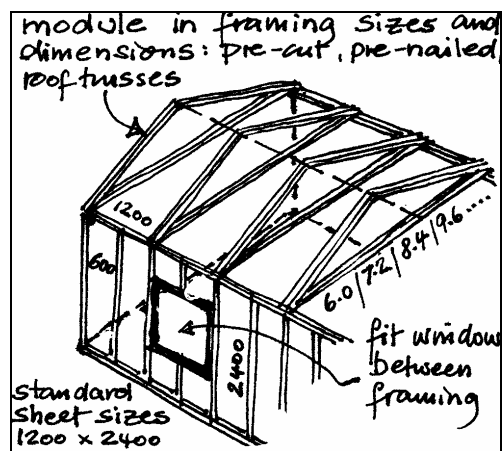 module in framing sizes and
dimensions: pre-cut, pre-nailed
roof trusses
1200
600
6.0/7.2/8.4/9.6....
2400
fit window
between
framing
standard
sheet sizes
1200 x 2400